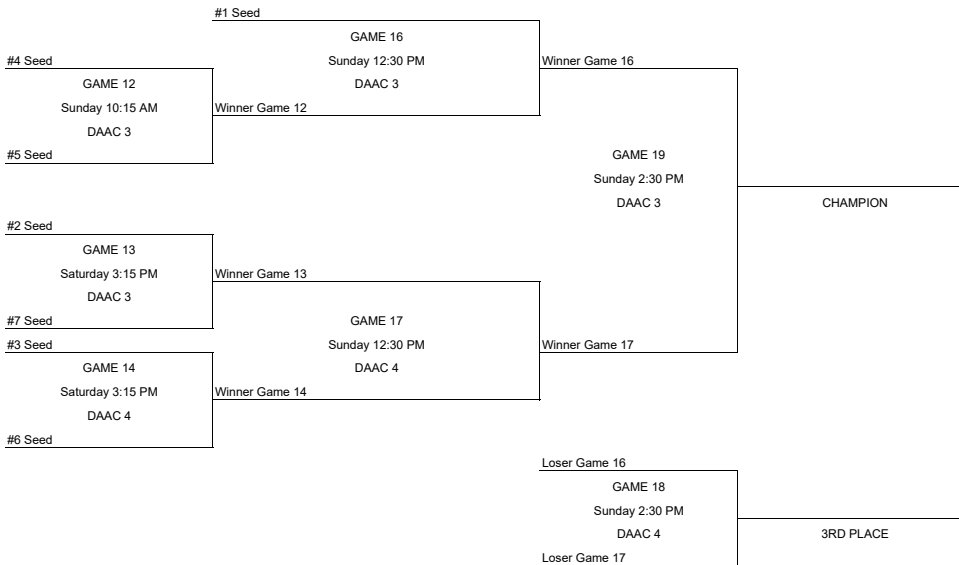 #1 Seed
GAME 16
#4 Seed
Sunday 12:30 PM
Winner Game 16
GAME 12
DAAC 3
Sunday 10:15 AM
Winner Game 12
DAAC 3
#5 Seed
GAME 19
Sunday 2:30 PM
DAAC 3
CHAMPION
#2 Seed
GAME 13
Saturday 3:15 PM
Winner Game 13
DAAC 3
#7 Seed
GAME 17
#3 Seed
Sunday 12:30 PM
Winner Game 17
GAME 14
DAAC 4
Saturday 3:15 PM
Winner Game 14
DAAC 4
#6 Seed
Loser Game 16
GAME 18
Sunday 2:30 PM
DAAC 4
3RD PLACE
Loser Game 17